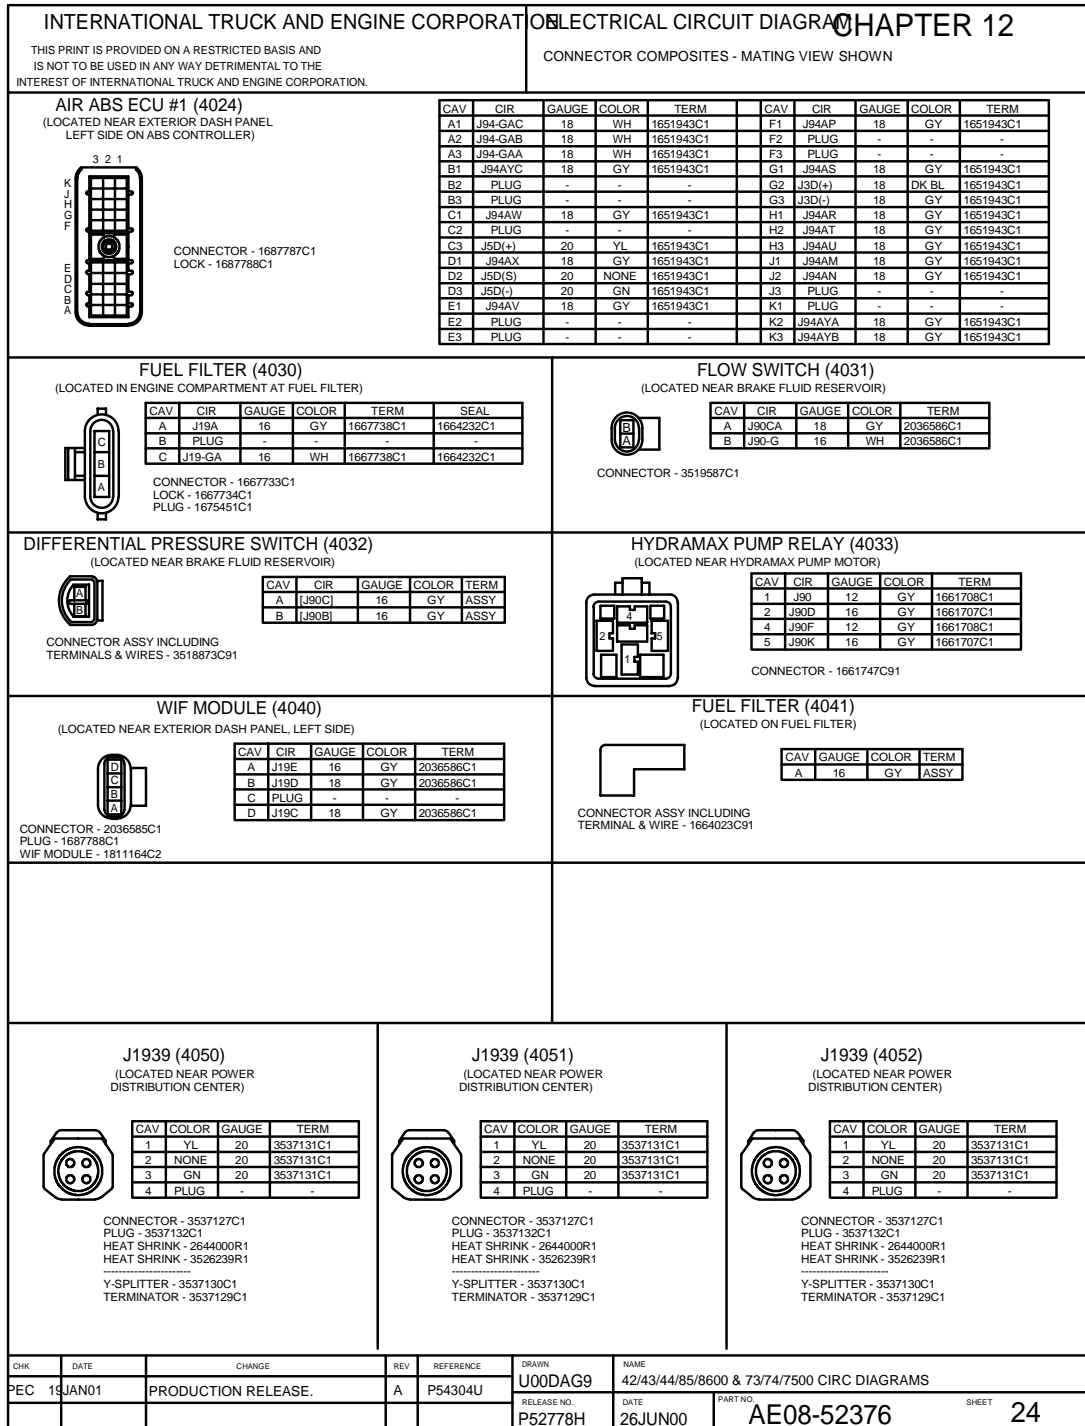 INTERNATIONAL TRUCK AND ENGINE CORPORATION
ELECTRICAL CIRCUIT DIAGRAM
CHAPTER 12
THIS PRINT IS PROVIDED ON A RESTRICTED BASIS AND
IS NOT TO BE USED IN ANY WAY DETRIMENTAL TO THE
INTEREST OF INTERNATIONAL TRUCK AND ENGINE CORPORATION.
CONNECTOR COMPOSITES - MATING VIEW SHOWN
AIR ABS ECU #1 (4024)
(LOCATED NEAR EXTERIOR DASH PANEL
LEFT SIDE ON ABS CONTROLLER)
3 2 1
K
J
H
G
F
E
D
C
B
A
CONNECTOR - 1687787C1
LOCK - 1687788C1
CAV CIR GAUGE COLOR TERM CAV CIR GAUGE COLOR TERM
A1 J94-GAC 18 WH 1651943C1 F1 J94AP 18 GY 1651943C1
A2 J94-GAB 18 WH 1651943C1 F2 PLUG - - -
A3 J94-GAA 18 WH 1651943C1 F3 PLUG - - -
B1 J94AYC 18 GY 1651943C1 G1 J94AS 18 GY 1651943C1
B2 PLUG - - - G2 J3D(+) 18 DK BL 1651943C1
B3 PLUG - - - G3 J3D(-) 18 GY 1651943C1
C1 J94AW 18 GY 1651943C1 H1 J94AR 18 GY 1651943C1
C2 PLUG - - - H2 J94AT 18 GY 1651943C1
C3 J5D(+) 20 YL 1651943C1 H3 J94AU 18 GY 1651943C1
D1 J94AX 18 GY 1651943C1 J1 J94AM 18 GY 1651943C1
D2 J5D(S) 20 NONE 1651943C1 J2 J94AN 18 GY 1651943C1
D3 J5D(-) 20 GN 1651943C1 J3 PLUG - - -
E1 J94AV 18 GY 1651943C1 K1 PLUG - - -
E2 PLUG - - - K2 J94AYA 18 GY 1651943C1
E3 PLUG - - - K3 J94AYB 18 GY 1651943C1
FUEL FILTER (4030)
(LOCATED IN ENGINE COMPARTMENT AT FUEL FILTER)
C
B
A
CAV CIR GAUGE COLOR TERM SEAL
A J19A 16 GY 1667738C1 1664232C1
B PLUG - - - -
C J19-GA 16 WH 1667738C1 1664232C1
CONNECTOR - 1667733C1
LOCK - 1667734C1
PLUG - 1675451C1
FLOW SWITCH (4031)
(LOCATED NEAR BRAKE FLUID RESERVOIR)
B
A
CAV CIR GAUGE COLOR TERM
A J90CA 18 GY 2036586C1
B J90-G 16 WH 2036586C1
CONNECTOR - 3519587C1
DIFFERENTIAL PRESSURE SWITCH (4032)
(LOCATED NEAR BRAKE FLUID RESERVOIR)
A
B
CAV CIR GAUGE COLOR TERM
A [J90C] 16 GY ASSY
B [J90B] 16 GY ASSY
CONNECTOR ASSY INCLUDING
TERMINALS & WIRES - 3518873C91
HYDRAMAX PUMP RELAY (4033)
(LOCATED NEAR HYDRAMAX PUMP MOTOR)
4
2 5
1
CAV CIR GAUGE COLOR TERM
1 J90 12 GY 1661708C1
2 J90D 16 GY 1661707C1
4 J90F 12 GY 1661708C1
5 J90K 16 GY 1661707C1
CONNECTOR - 1661747C91
WIF MODULE (4040)
(LOCATED NEAR EXTERIOR DASH PANEL, LEFT SIDE)
D
C
B
A
CAV CIR GAUGE COLOR TERM
A J19E 16 GY 2036586C1
B J19D 18 GY 2036586C1
C PLUG - - -
D J19C 18 GY 2036586C1
CONNECTOR - 2036585C1
PLUG - 1687788C1
WIF MODULE - 1811164C2
FUEL FILTER (4041)
(LOCATED ON FUEL FILTER)
CAV GAUGE COLOR TERM
A 16 GY ASSY
CONNECTOR ASSY INCLUDING
TERMINAL & WIRE - 1664023C91
J1939 (4050)
(LOCATED NEAR POWER
DISTRIBUTION CENTER)
CAV COLOR GAUGE TERM
1 YL 20 3537131C1
2 NONE 20 3537131C1
3 GN 20 3537131C1
4 PLUG - -
CONNECTOR - 3537127C1
PLUG - 3537132C1
HEAT SHRINK - 2644000R1
HEAT SHRINK - 3526239R1
----------------------
Y-SPLITTER - 3537130C1
TERMINATOR - 3537129C1
J1939 (4051)
(LOCATED NEAR POWER
DISTRIBUTION CENTER)
CAV COLOR GAUGE TERM
1 YL 20 3537131C1
2 NONE 20 3537131C1
3 GN 20 3537131C1
4 PLUG - -
CONNECTOR - 3537127C1
PLUG - 3537132C1
HEAT SHRINK - 2644000R1
HEAT SHRINK - 3526239R1
----------------------
Y-SPLITTER - 3537130C1
TERMINATOR - 3537129C1
J1939 (4052)
(LOCATED NEAR POWER
DISTRIBUTION CENTER)
CAV COLOR GAUGE TERM
1 YL 20 3537131C1
2 NONE 20 3537131C1
3 GN 20 3537131C1
4 PLUG - -
CONNECTOR - 3537127C1
PLUG - 3537132C1
HEAT SHRINK - 2644000R1
HEAT SHRINK - 3526239R1
----------------------
Y-SPLITTER - 3537130C1
TERMINATOR - 3537129C1
CHK DATE CHANGE REV REFERENCE
PEC 19JAN01 PRODUCTION RELEASE. A P54304U
DRAWN
U00DAG9
NAME
42/43/44/85/8600 & 73/74/7500 CIRC DIAGRAMS
RELEASE NO.
P52778H
DATE
26JUN00
PART NO.
AE08-52376
SHEET 24